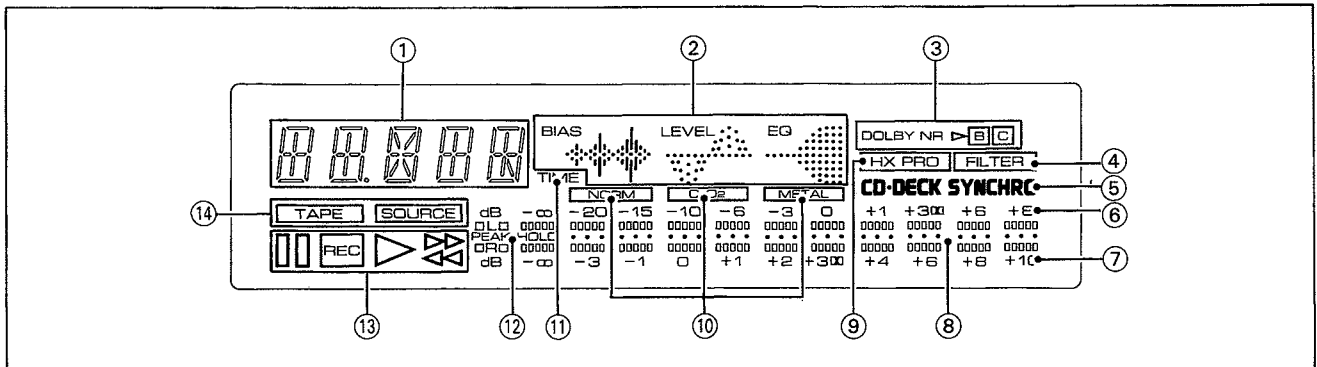 ① ② ③
BIAS LEVEL EQ DOLBY NR ▷ B C
HX PRO FILTER ④
TIME
CD·DECK SYNCHRO ⑤
NORM CrO2 METAL
⑭ TAPE SOURCE dB -∞ -20 -15 -10 -6 -3 0 +1 +3 +6 +8 ⑥
L
REC PEAK HOLD
R
dB -∞ -3 -1 0 +1 +2 +3 +4 +6 +8 +10 ⑦
⑬ ⑫ ⑪ ⑩ ⑨ ⑧